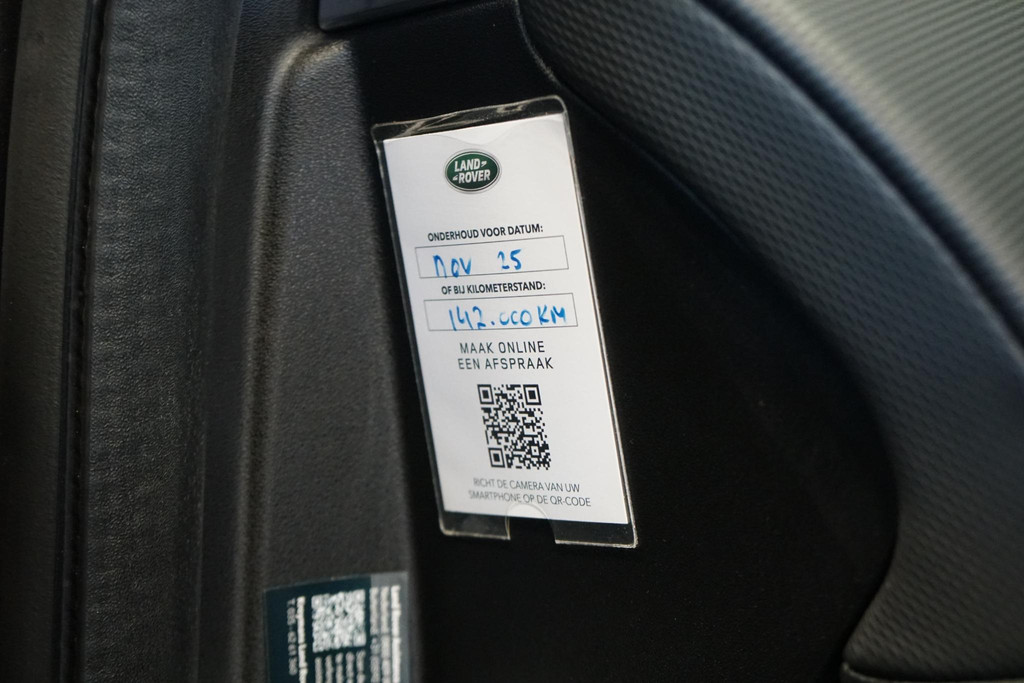 LAND
ROVER
ONDERHOUD VOOR DATUM:
nov 25
OF BIJ KILOMETERSTAND:
142.000 KM
MAAK ONLINE
EEN AFSPRAAK
RICHT DE CAMERA VAN UW
SMARTPHONE OP DE QR-CODE